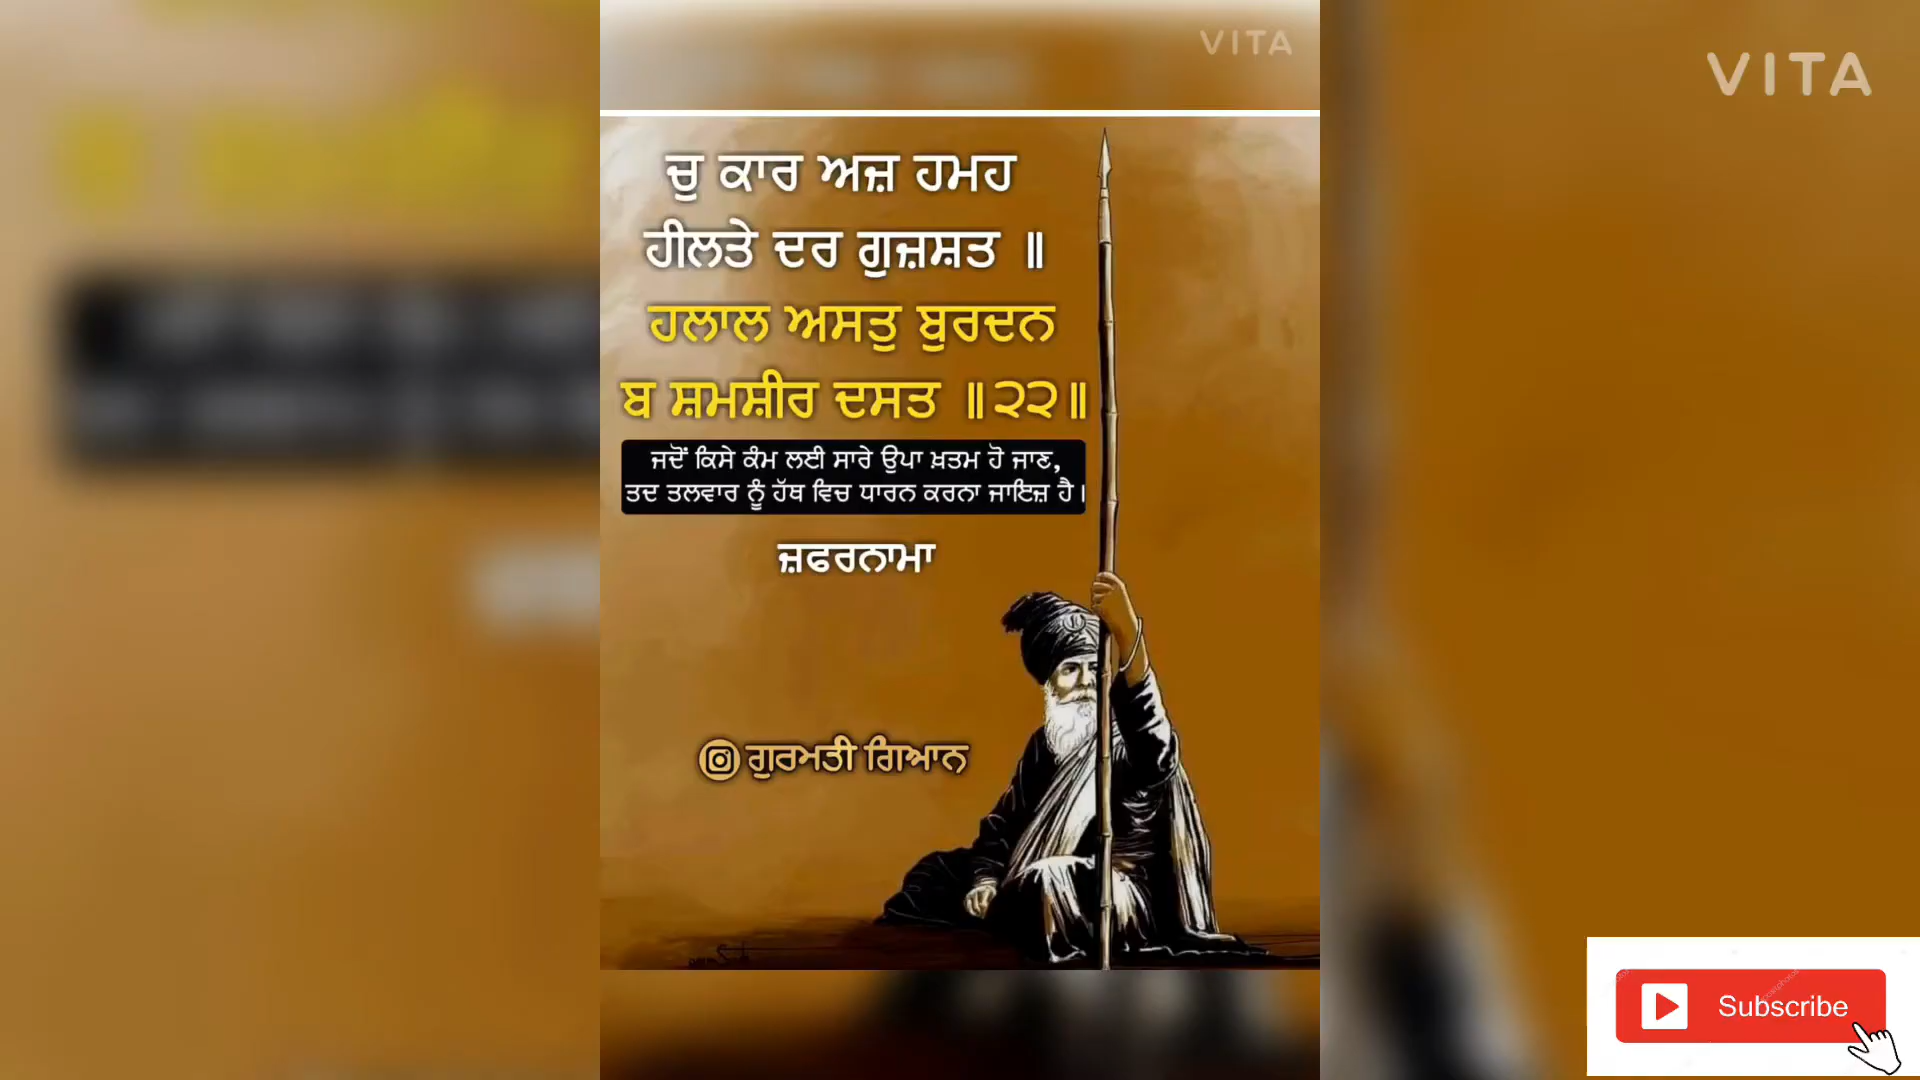 VITA
VITA
ਚੁ ਕਾਰ ਅਜ਼ ਹਮਹ
ਹੀਲਤੇ ਦਰ ਗੁਜ਼ਸ਼ਤ ॥
ਹਲਾਲ ਅਸਤੁ ਬੁਰਦਨ
ਬ ਸ਼ਮਸ਼ੀਰ ਦਸਤ ॥੨੨॥
ਜਦੋਂ ਕਿਸੇ ਕੰਮ ਲਈ ਸਾਰੇ ਉਪਾ ਖ਼ਤਮ ਹੋ ਜਾਣ,
ਤਦ ਤਲਵਾਰ ਨੂੰ ਹੱਥ ਵਿਚ ਧਾਰਨ ਕਰਨਾ ਜਾਇਜ਼ ਹੈ।
ਜ਼ਫਰਨਾਮਾ
ਗੁਰਮਤੀ ਗਿਆਨ
Subscribe